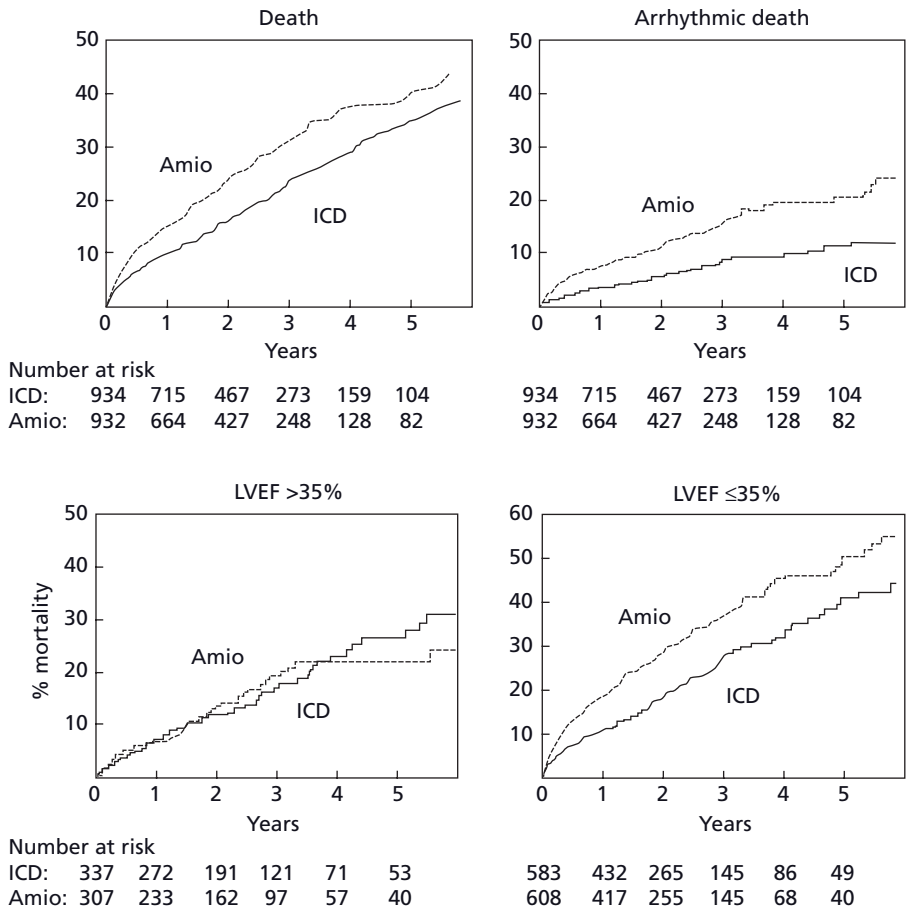 Death
50
40
30
20
10
Amio
ICD
0 1 2 3 4 5
Years
Arrhythmic death
50
40
30
20
10
Amio
ICD
0 1 2 3 4 5
Years
Number at risk
ICD: 934 715 467 273 159 104 934 715 467 273 159 104
Amio: 932 664 427 248 128 82 932 664 427 248 128 82
LVEF >35%
% mortality
50
40
30
20
10
Amio
ICD
0 1 2 3 4 5
Years
LVEF ≤35%
60
50
40
30
20
10
Amio
ICD
0 1 2 3 4 5
Years
Number at risk
ICD: 337 272 191 121 71 53 583 432 265 145 86 49
Amio: 307 233 162 97 57 40 608 417 255 145 68 40